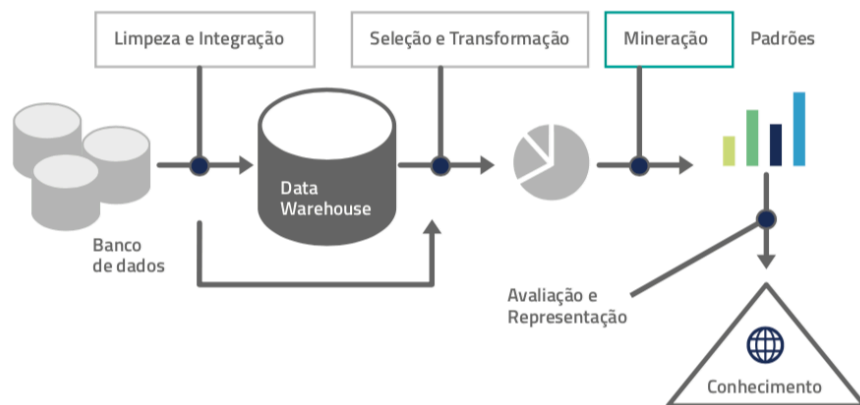 Limpeza e Integração
Seleção e Transformação
Mineração
Padrões
Data
Warehouse
Banco
de dados
Avaliação e
Representação
Conhecimento